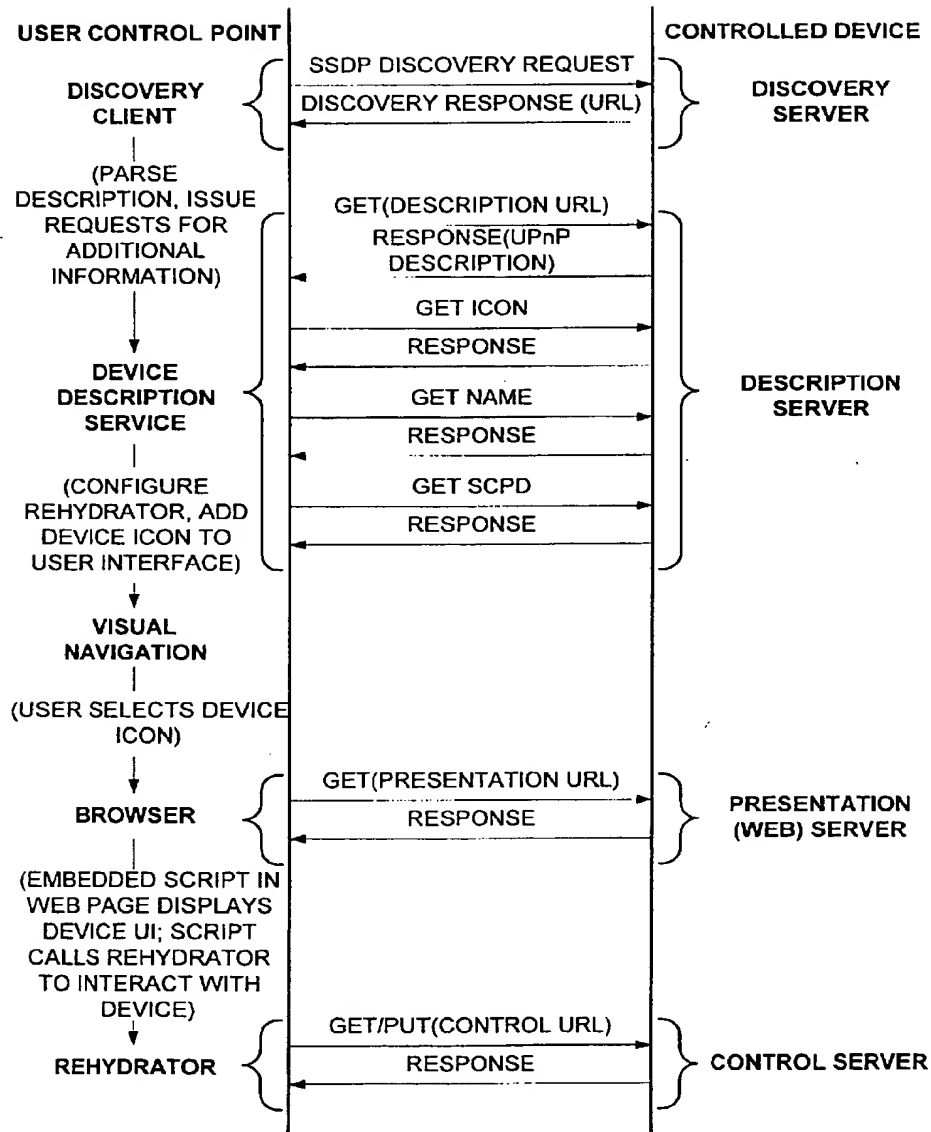 USER CONTROL POINT
CONTROLLED DEVICE
SSDP DISCOVERY REQUEST
DISCOVERY RESPONSE (URL)
DISCOVERY
CLIENT
DISCOVERY
SERVER
(PARSE
DESCRIPTION, ISSUE
REQUESTS FOR
ADDITIONAL
INFORMATION)
GET(DESCRIPTION URL)
RESPONSE(UPnP
DESCRIPTION)
GET ICON
RESPONSE
DEVICE
DESCRIPTION
SERVICE
GET NAME
RESPONSE
DESCRIPTION
SERVER
(CONFIGURE
REHYDRATOR, ADD
DEVICE ICON TO
USER INTERFACE)
GET SCPD
RESPONSE
VISUAL
NAVIGATION
(USER SELECTS DEVICE
ICON)
BROWSER
GET(PRESENTATION URL)
RESPONSE
PRESENTATION
(WEB) SERVER
(EMBEDDED SCRIPT IN
WEB PAGE DISPLAYS
DEVICE UI; SCRIPT
CALLS REHYDRATOR
TO INTERACT WITH
DEVICE)
REHYDRATOR
GET/PUT(CONTROL URL)
RESPONSE
CONTROL SERVER